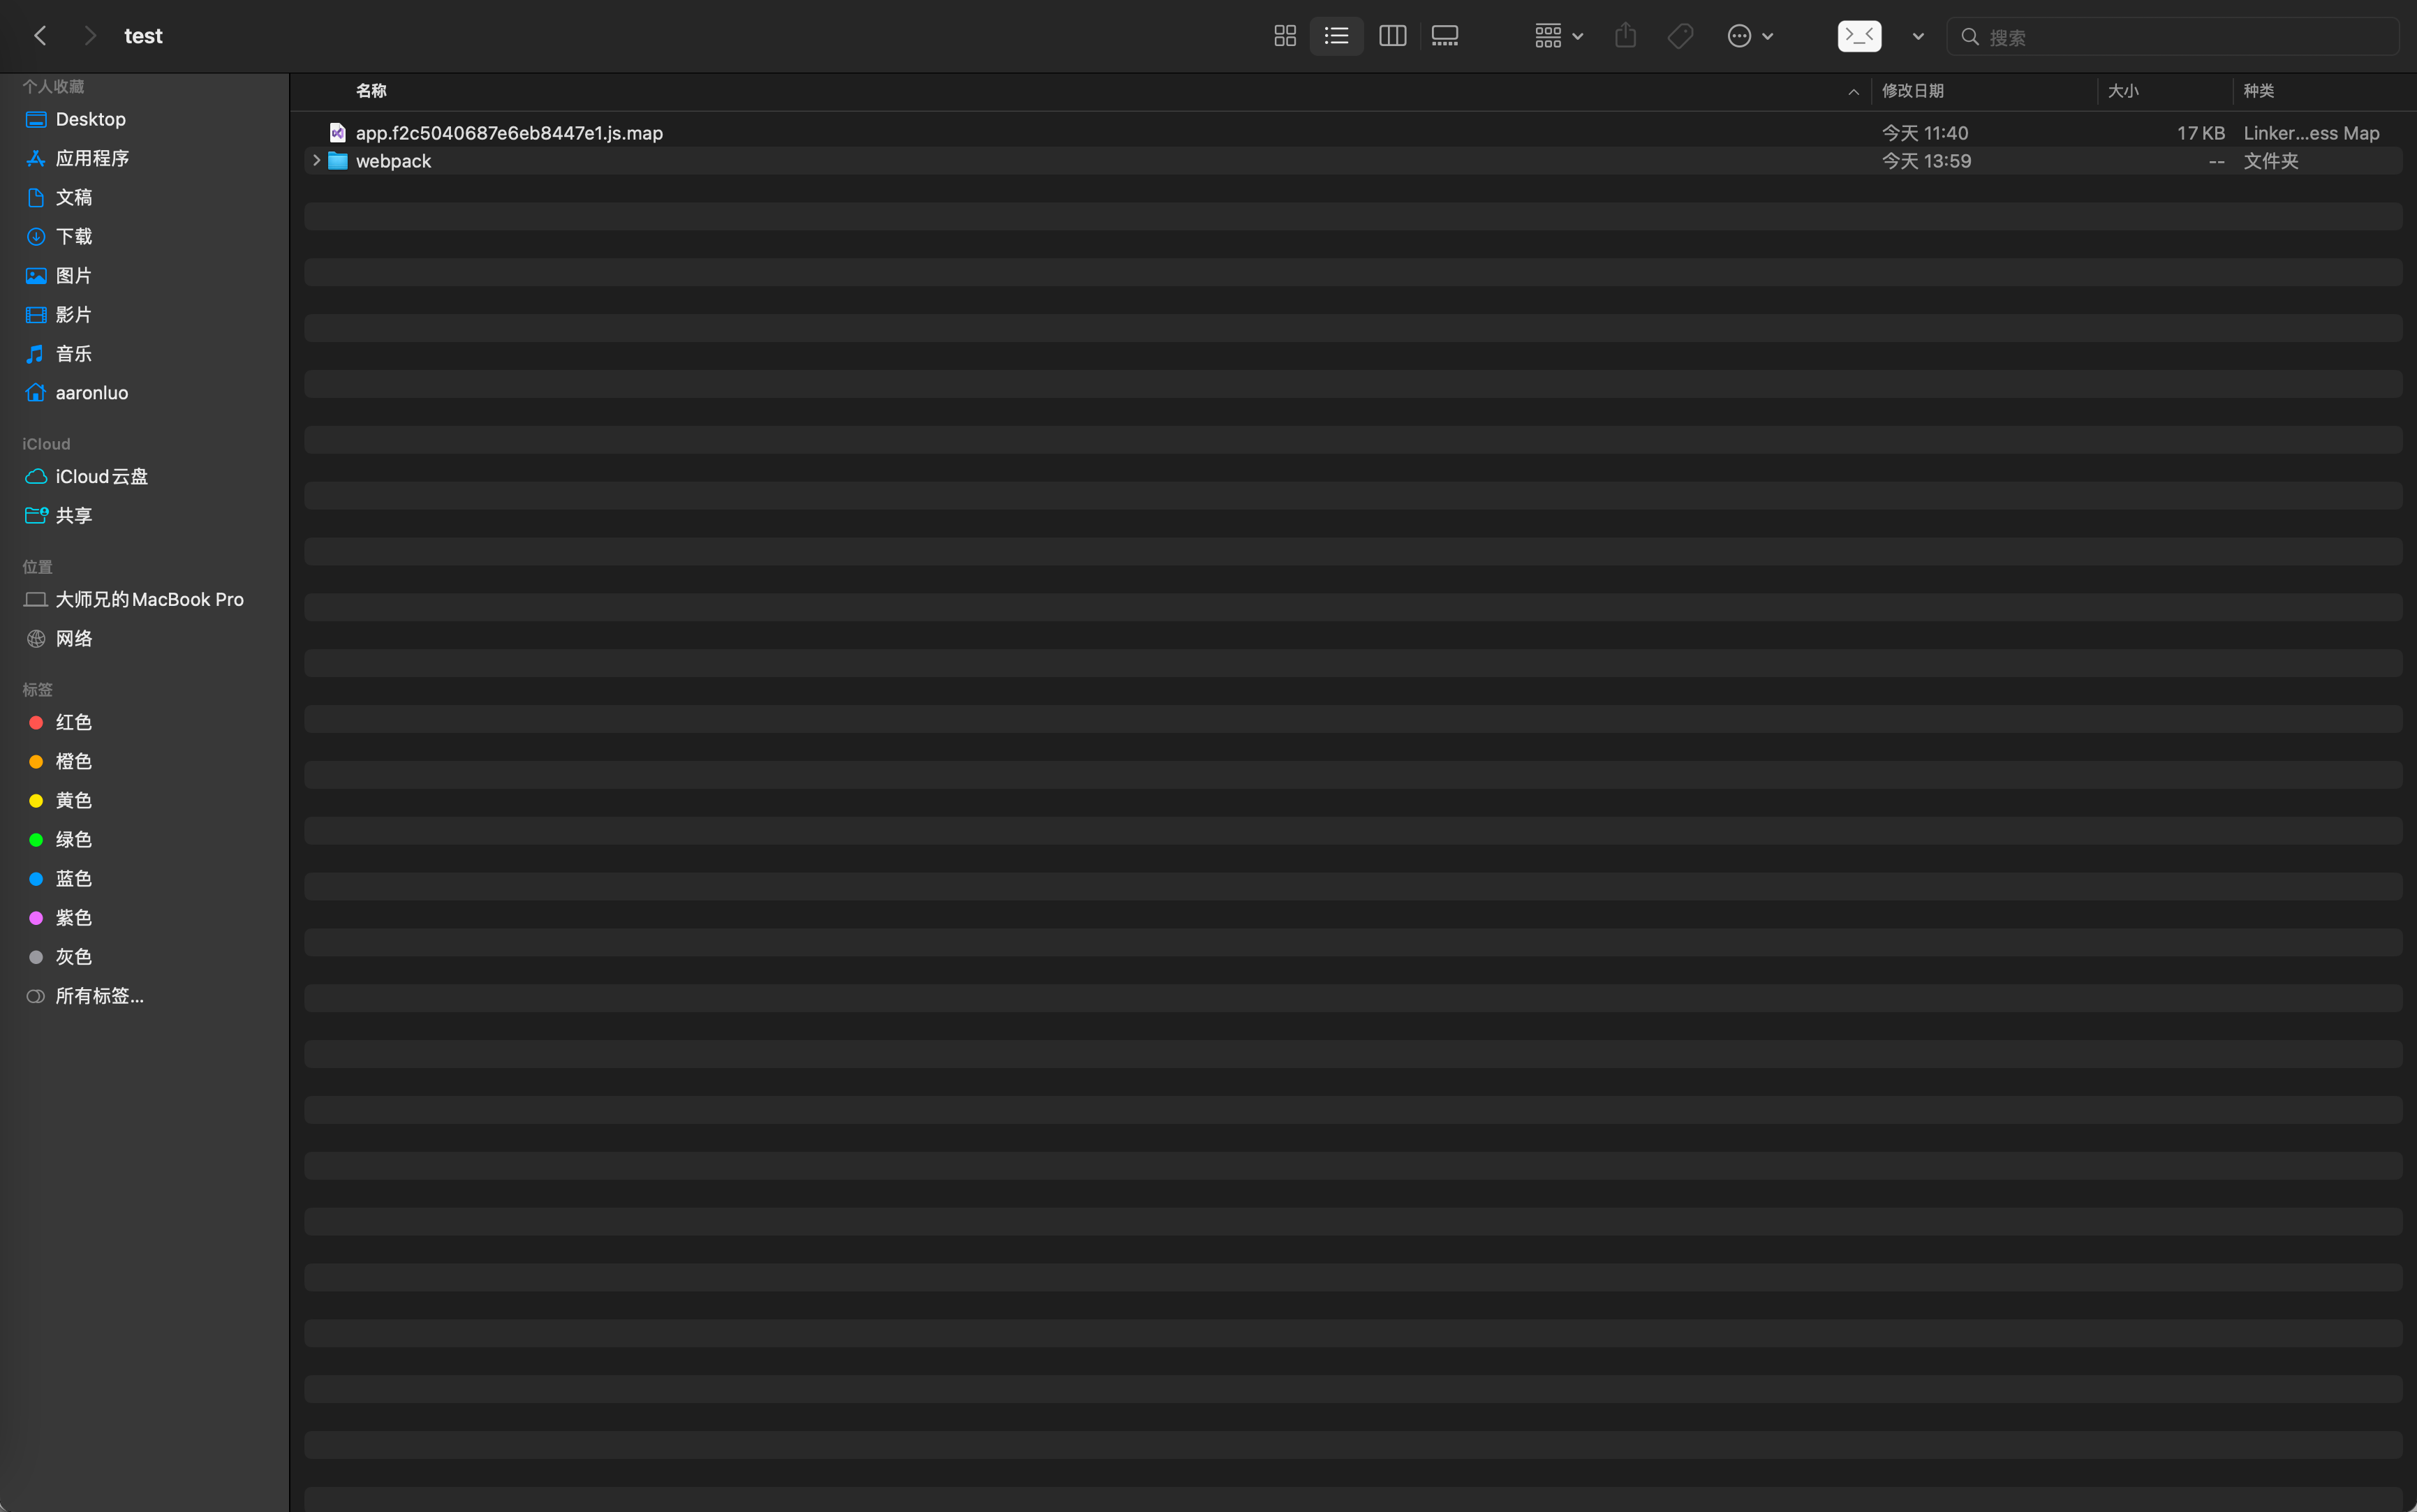 test
搜索
个人收藏
Desktop
应用程序
文稿
下载
图片
影片
音乐
aaronluo
iCloud
iCloud云盘
共享
位置
大师兄的MacBook Pro
网络
标签
红色
橙色
黄色
绿色
蓝色
紫色
灰色
所有标签...
名称 修改日期 大小 种类
app.f2c5040687e6eb8447e1.js.map 今天 11:40 17 KB Linker...ess Map
webpack 今天 13:59 -- 文件夹